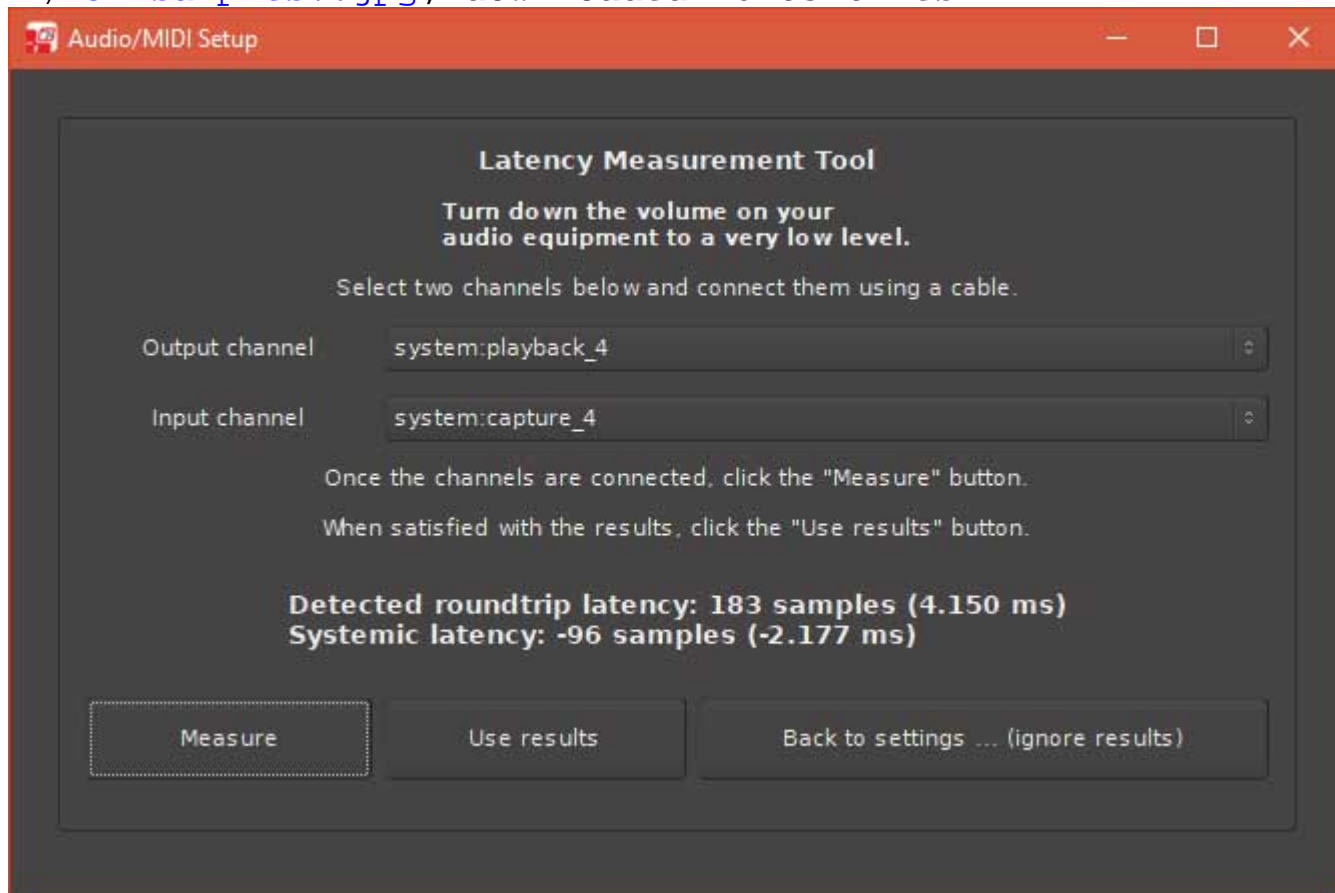 Audio/MIDI Setup
Latency Measurement Tool
Turn down the volume on your
audio equipment to a very low level.
Select two channels below and connect them using a cable.
Output channel system:playback_4
Input channel system:capture_4
Once the channels are connected, click the "Measure" button.
When satisfied with the results, click the "Use results" button.
Detected roundtrip latency: 183 samples (4.150 ms)
Systemic latency: -96 samples (-2.177 ms)
Measure Use results Back to settings ... (ignore results)